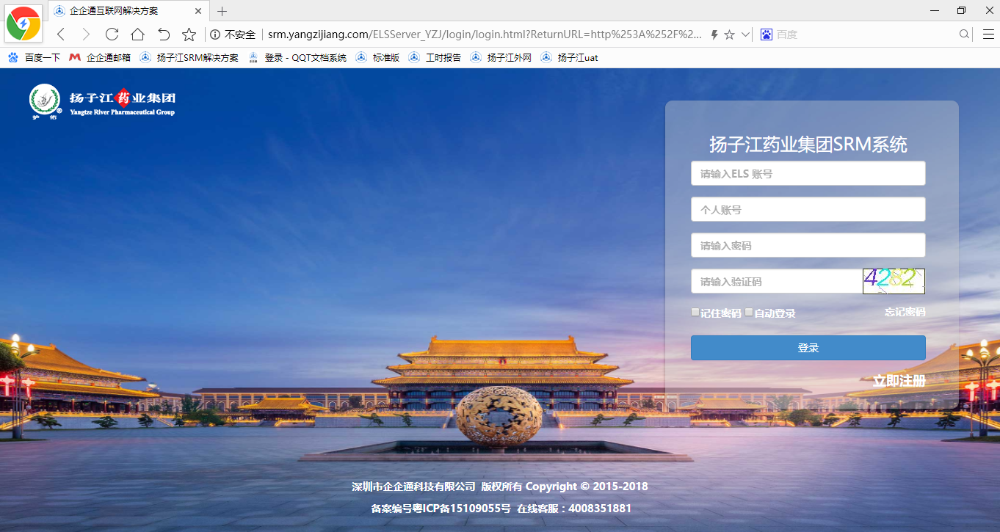 企企通互联网解决方案
不安全 srm.yangzijiang.com/ELSServer_YZJ/login/login.html?ReturnURL=http%253A%252F%2... 百度
百度一下 企企通邮箱 扬子江SRM解决方案 登录 - QQT文档系统 标准版 工时报告 扬子江外网 扬子江uat
扬子江药业集团
Yangtze River Pharmaceutical Group
护佑
扬子江药业集团SRM系统
请输入ELS 账号
个人账号
请输入密码
请输入验证码 4282
记住密码 自动登录 忘记密码
登录
立即注册
深圳市企企通科技有限公司 版权所有 Copyright © 2015-2018
备案编号粤ICP备15109055号 在线客服：4008351881